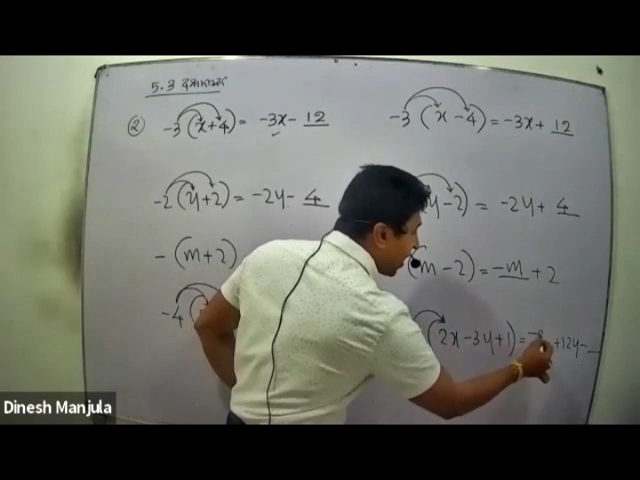 5.3
② -3(x+4) = -3x - 12
-3(x-4) = -3x + 12
-2(y+2) = -2y - 4
y-2) = -2y + 4
-(m+2)
(m-2) = -m + 2
-4
(2x-3y+1) = -8 +12y-
Dinesh Manjula